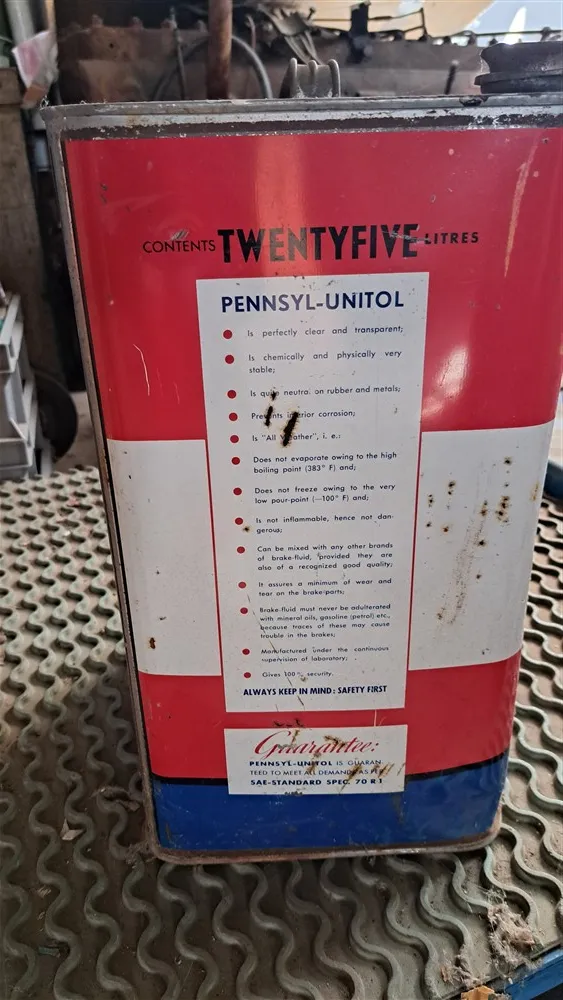 CONTENTS TWENTYFIVE LITRES
PENNSYL-UNITOL
Is perfectly clear and transparent;
Is chemically and physically very
stable;
Is quite neutral on rubber and metals;
Prevents interior corrosion;
Is "All Weather", i. e.:
Does not evaporate owing to the high
boiling point (383° F) and;
Does not freeze owing to the very
low pour-point (—100° F) and;
Is not inflammable, hence not dan-
gerous;
Can be mixed with any other brands
of brake-fluid, provided they are
also of a recognized good quality;
It assures a minimum of wear and
tear on the brake-parts;
Brake-fluid must never be adulterated
with mineral oils, gasoline (petrol) etc.,
because traces of these may cause
trouble in the brakes;
Manufactured under the continuous
supervision of laboratory;
Gives 100% security.
ALWAYS KEEP IN MIND: SAFETY FIRST
Guarantee:
PENNSYL-UNITOL IS GUARAN-
TEED TO MEET ALL DEMANDS AS PER
SAE-STANDARD SPEC. 70 R 1